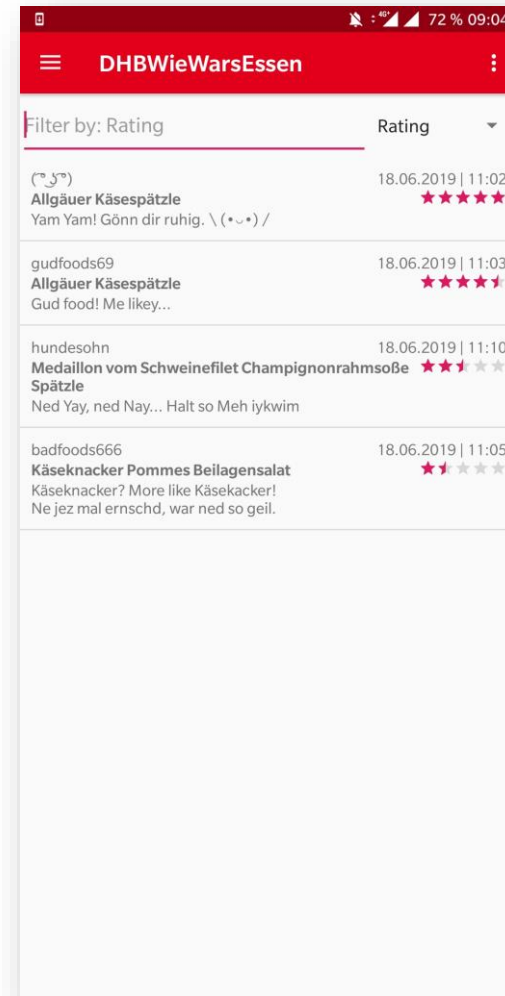 4G+ 72 % 09:04
DHBWieWarsEssen
Filter by: Rating Rating
( ͡° ͜ʖ ͡°) 18.06.2019 | 11:02
Allgäuer Käsespätzle
Yam Yam! Gönn dir ruhig. \ (•◡•) /
gudfoods69 18.06.2019 | 11:03
Allgäuer Käsespätzle
Gud food! Me likey...
hundesohn 18.06.2019 | 11:10
Medaillon vom Schweinefilet Champignonrahmsoße
Spätzle
Ned Yay, ned Nay... Halt so Meh iykwim
badfoods666 18.06.2019 | 11:05
Käseknacker Pommes Beilagensalat
Käseknacker? More like Käsekacker!
Ne jez mal ernschd, war ned so geil.